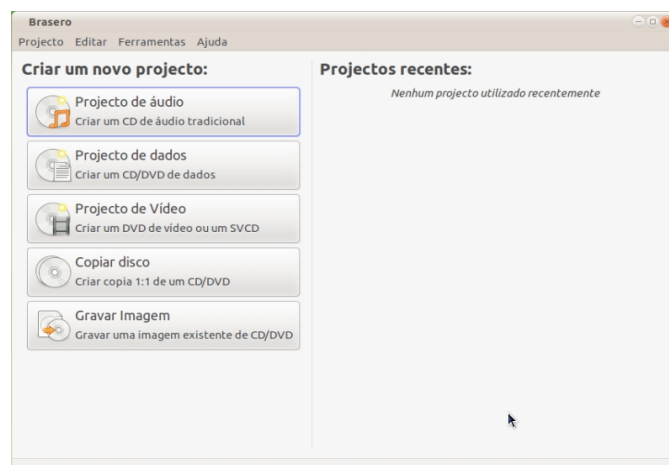 Brasero
Projecto Editar Ferramentas Ajuda
Criar um novo projecto:
Projecto de áudio
Criar um CD de áudio tradicional
Projecto de dados
Criar um CD/DVD de dados
Projecto de Vídeo
Criar um DVD de vídeo ou um SVCD
Copiar disco
Criar copia 1:1 de um CD/DVD
Gravar Imagem
Gravar uma imagem existente de CD/DVD
Projectos recentes:
Nenhum projecto utilizado recentemente